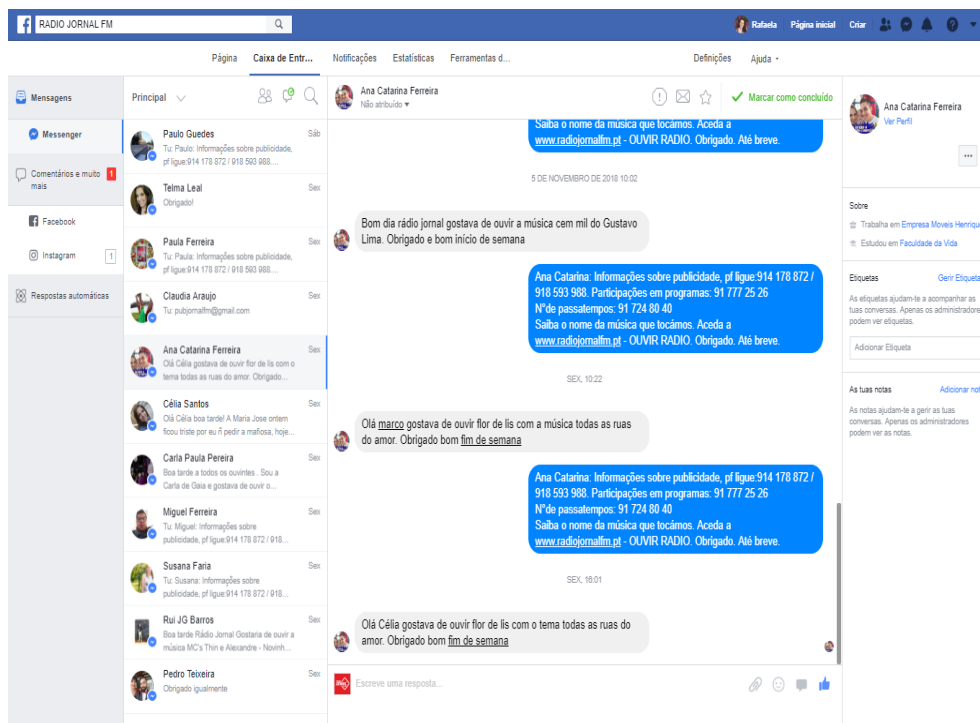 RADIO JORNAL FM
Rafaela Página inicial Criar
Página Caixa de Entr... Notificações Estatísticas Ferramentas d... Definições Ajuda
Mensagens
Messenger
Comentários e muito mais 1
Facebook
Instagram 1
Respostas automáticas
Principal
Paulo Guedes Sáb
Tu: Paulo: Informações sobre publicidade,
pf ligue:914 178 872 / 918 593 988....
Telma Leal Sex
Obrigado!
Paula Ferreira Sex
Tu: Paula: Informações sobre publicidade,
pf ligue:914 178 872 / 918 593 988...
Claudia Araujo Sex
Tu: pubjornalfm@gmail.com
Ana Catarina Ferreira Sex
Olá Célia gostava de ouvir flor de lis com o
tema todas as ruas do amor. Obrigado...
Célia Santos Sex
Olá Célia boa tarde! A Maria Jose ontem
ficou triste por eu ñ pedir a mafiosa, hoje...
Carla Paula Pereira Sex
Boa tarde a todos os ouvintes . Sou a
Carla de Gaia e gostava de ouvir o...
Miguel Ferreira Sex
Tu: Miguel: Informações sobre
publicidade, pf ligue:914 178 872 / 918...
Susana Faria Sex
Tu: Susana: Informações sobre
publicidade, pf ligue:914 178 872 / 918...
Rui JG Barros Sex
Boa tarde Rádio Jornal Gostaria de ouvir a
música MC's Thin e Alexandre - Novinh...
Pedro Teixeira Sex
Obrigado igualmente
Ana Catarina Ferreira
Não atribuído
Marcar como concluído
Saiba o nome da música que tocámos. Aceda a
www.radiojornalfm.pt - OUVIR RADIO. Obrigado. Até breve.
5 DE NOVEMBRO DE 2018 10:02
Bom dia rádio jornal gostava de ouvir a música cem mil do Gustavo
Lima. Obrigado e bom início de semana
Ana Catarina: Informações sobre publicidade, pf ligue:914 178 872 /
918 593 988. Participações em programas: 91 777 25 26
N°de passatempos: 91 724 80 40
Saiba o nome da música que tocámos. Aceda a
www.radiojornalfm.pt - OUVIR RADIO. Obrigado. Até breve.
SEX, 10:22
Olá marco gostava de ouvir flor de lis com a música todas as ruas
do amor. Obrigado bom fim de semana
Ana Catarina: Informações sobre publicidade, pf ligue:914 178 872 /
918 593 988. Participações em programas: 91 777 25 26
N°de passatempos: 91 724 80 40
Saiba o nome da música que tocámos. Aceda a
www.radiojornalfm.pt - OUVIR RADIO. Obrigado. Até breve.
SEX, 16:01
Olá Célia gostava de ouvir flor de lis com o tema todas as ruas do
amor. Obrigado bom fim de semana
Escreve uma resposta...
Ana Catarina Ferreira
Ver Perfil
Sobre
Trabalha em Empresa Moveis Henrique
Estudou em Faculdade da Vida
Etiquetas Gerir Etiqueta
As etiquetas ajudam-te a acompanhar as
tuas conversas. Apenas os administradore
podem ver etiquetas.
Adicionar Etiqueta
As tuas notas Adicionar not
As notas ajudam-te a gerir as tuas
conversas. Apenas os administradores
podem ver as notas.